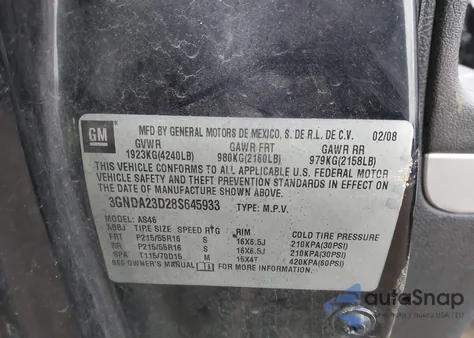 GM
MFD BY GENERAL MOTORS DE MEXICO, S. DE R.L. DE C.V. 02/08
GVWR GAWR FRT GAWR RR
1923KG(4240LB) 980KG(2160LB) 979KG(2158LB)
THIS VEHICLE CONFORMS TO ALL APPLICABLE U.S. FEDERAL MOTOR
VEHICLE SAFETY AND THEFT PREVENTION STANDARDS IN EFFECT ON
THE DATE OF MANUFACTURE SHOWN ABOVE.
3GNDA23D28S645933 TYPE: M.P.V.
MODEL: AS46
ABBJ TIRE SIZE SPEED RTG RIM COLD TIRE PRESSURE
FRT P215/55R16 S 16X6.5J 210KPA(30PSI)
RR P215/55R16 S 16X6.5J 210KPA(30PSI)
SPA T115/70D15 M 15X4T 420KPA(60PSI)
SEE OWNER'S MANUAL FOR MORE INFORMATION
autoSnap